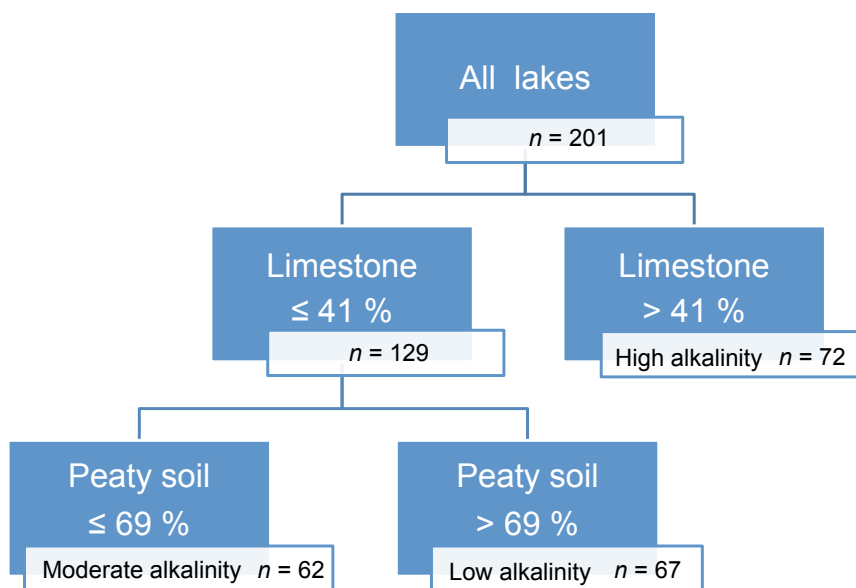 All lakes
n = 201
Limestone
≤ 41 %
n = 129
Limestone
> 41 %
High alkalinity n = 72
Peaty soil
≤ 69 %
Moderate alkalinity n = 62
Peaty soil
> 69 %
Low alkalinity n = 67